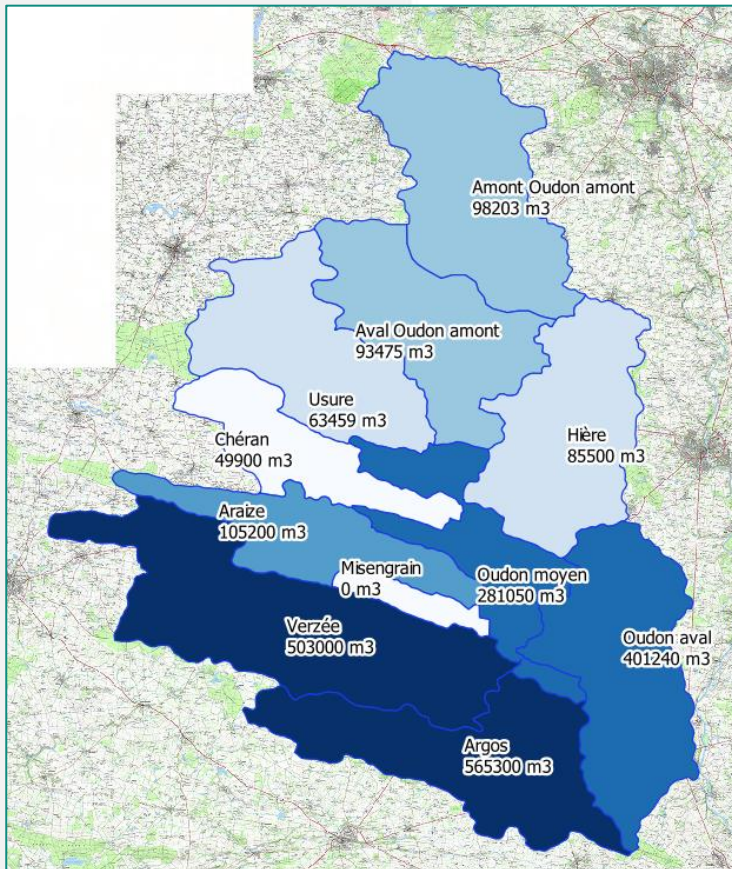 Amont Oudon amont
98203 m3
Aval Oudon amont
93475 m3
Usure
63459 m3
Hière
85500 m3
Chéran
49900 m3
Araize
105200 m3
Misengrain
0 m3
Oudon moyen
281050 m3
Verzée
503000 m3
Oudon aval
401240 m3
Argos
565300 m3